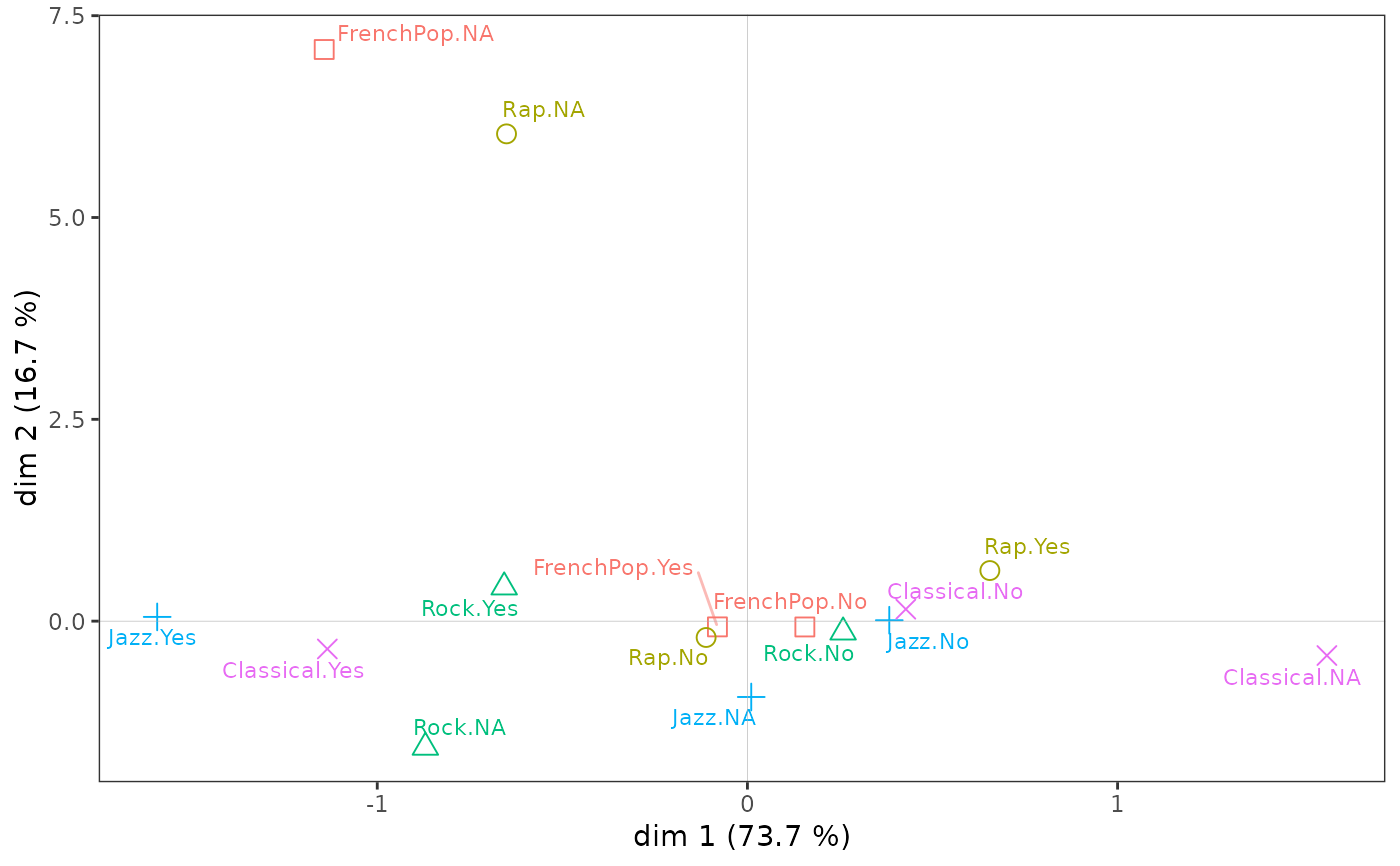 7.5
FrenchPop.NA
Rap.NA
5.0
dim 2 (16.7 %)
2.5
Rap.Yes
FrenchPop.Yes
Classical.No
FrenchPop.No
Rock.Yes
0.0
Jazz.Yes
Jazz.No
Rock.No
Rap.No
Classical.Yes
Classical.NA
Jazz.NA
Rock.NA
-1
0
1
dim 1 (73.7 %)